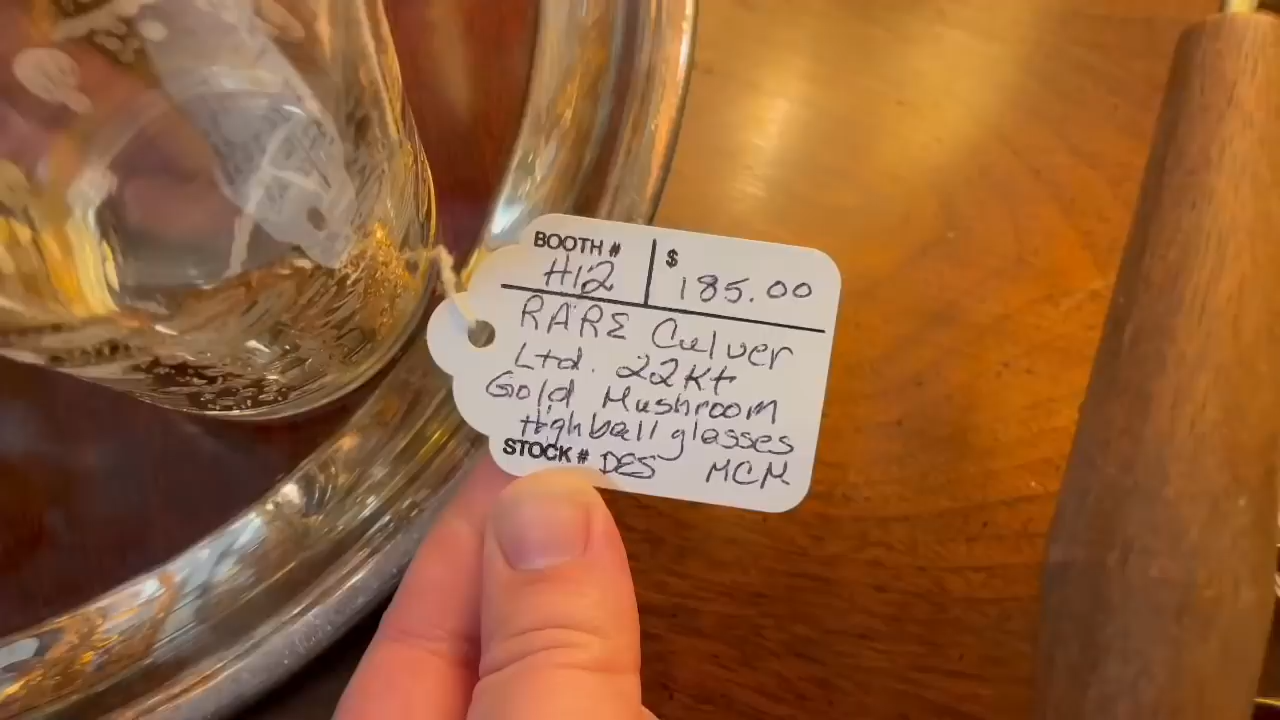 BOOTH # $
H12 185.00
RARE Culver
Ltd. 22Kt
Gold Mushroom
Highball glasses
STOCK # DES MCM